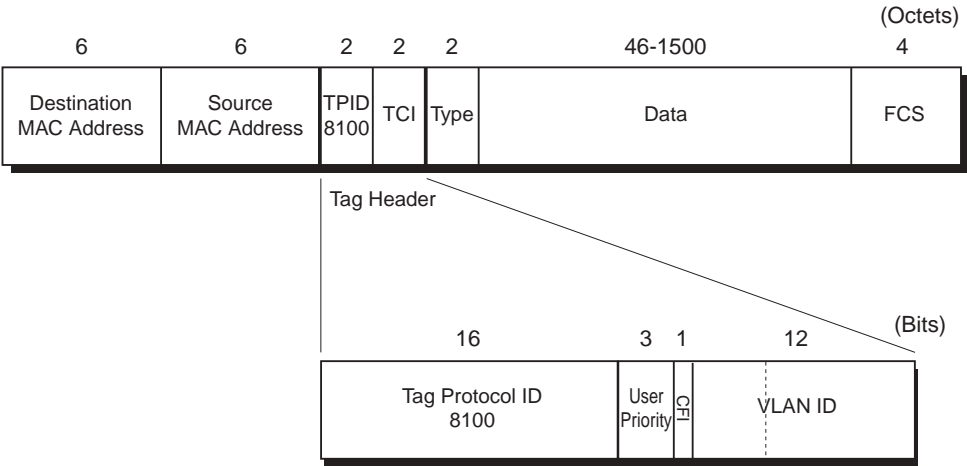 (Octets)
6 6 2 2 2 46-1500 4
Destination
MAC Address
Source
MAC Address
TPID
8100
TCI
Type
Data
FCS
Tag Header
(Bits)
16 3 1 12
Tag Protocol ID
8100
User
Priority
CFI
VLAN ID